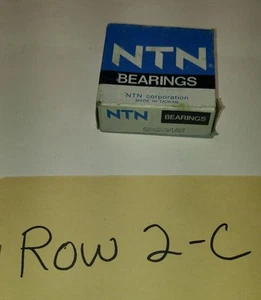 NTN
BEARINGS
NTN corporation
MADE IN TAIWAN
NTN BEARINGS
Row 2-C